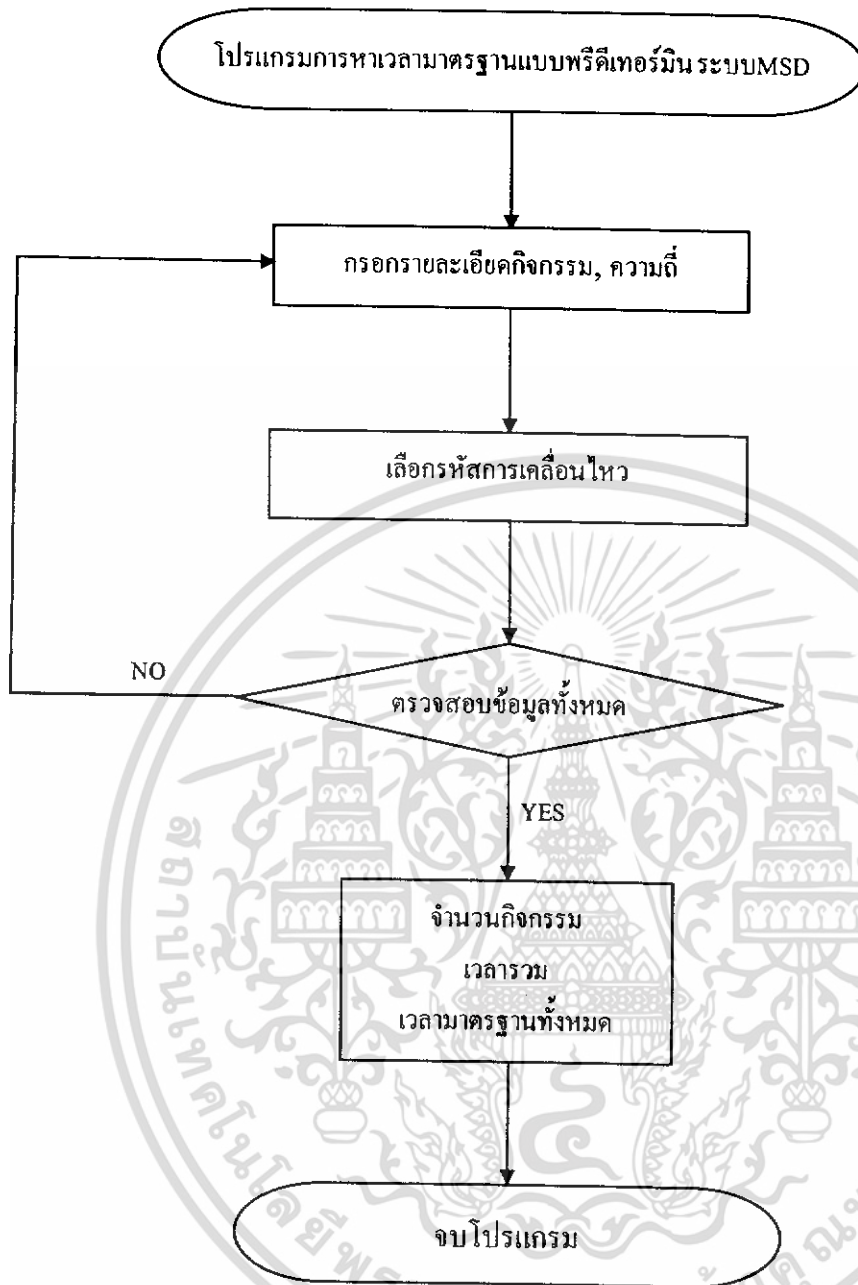 โปรแกรมการหาเวลามาตรฐานแบบพรีดีเทอร์มิน ระบบMSD
กรอกรายละเอียดกิจกรรม, ความถี่
เลือกรหัสการเคลื่อนไหว
NO
ตรวจสอบข้อมูลทั้งหมด
YES
จำนวนกิจกรรม
เวลารวม
เวลามาตรฐานทั้งหมด
จบโปรแกรม